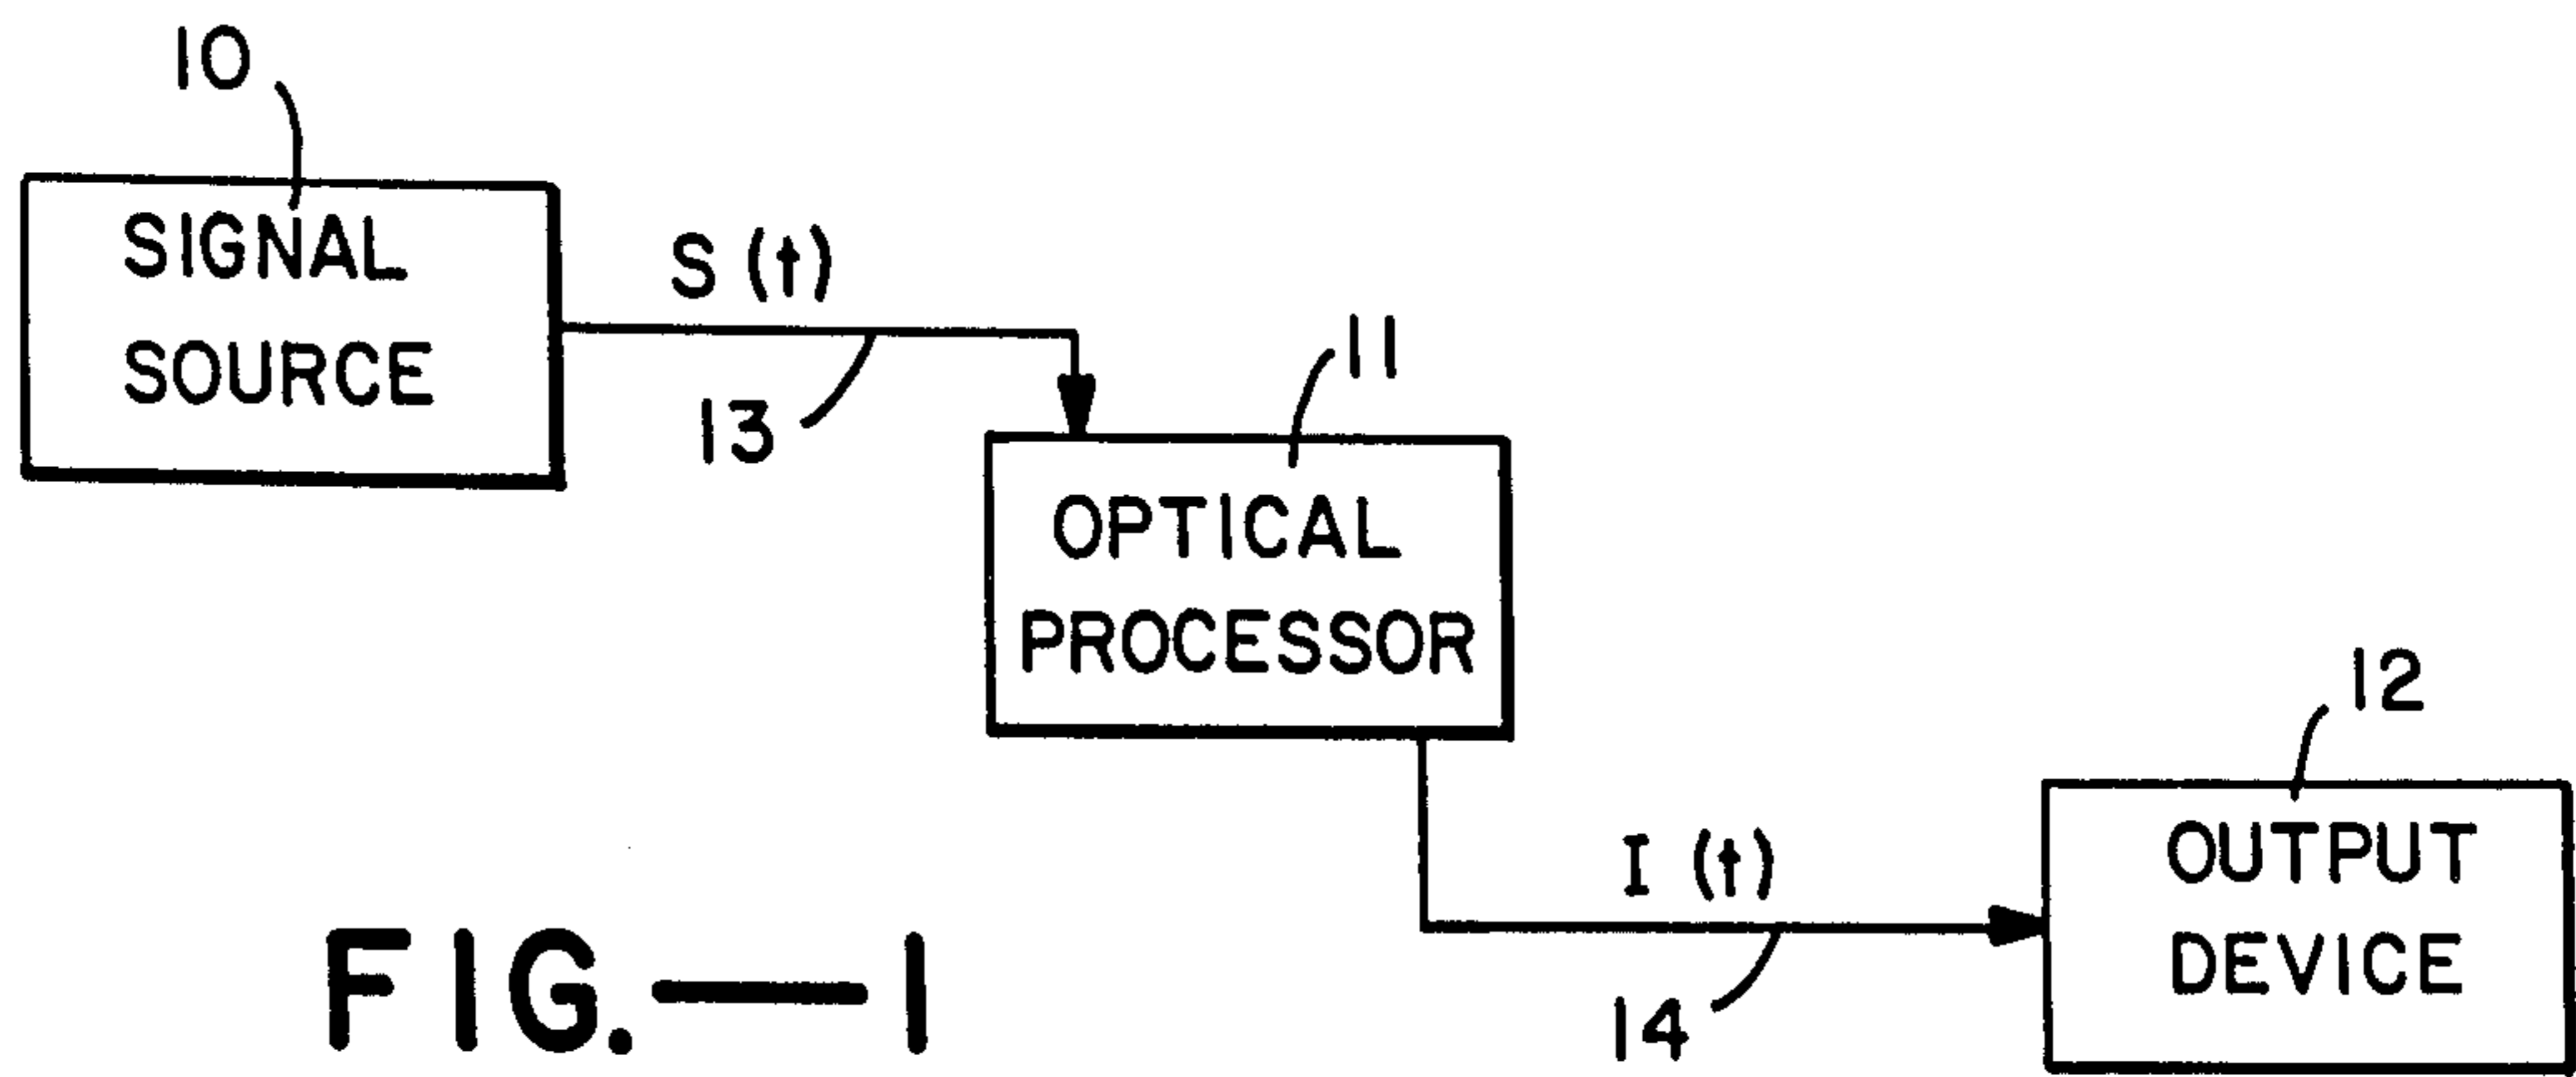 10
SIGNAL
SOURCE
S (t)
13
11
OPTICAL
PROCESSOR
12
OUTPUT
DEVICE
I (t)
14
FIG.—1